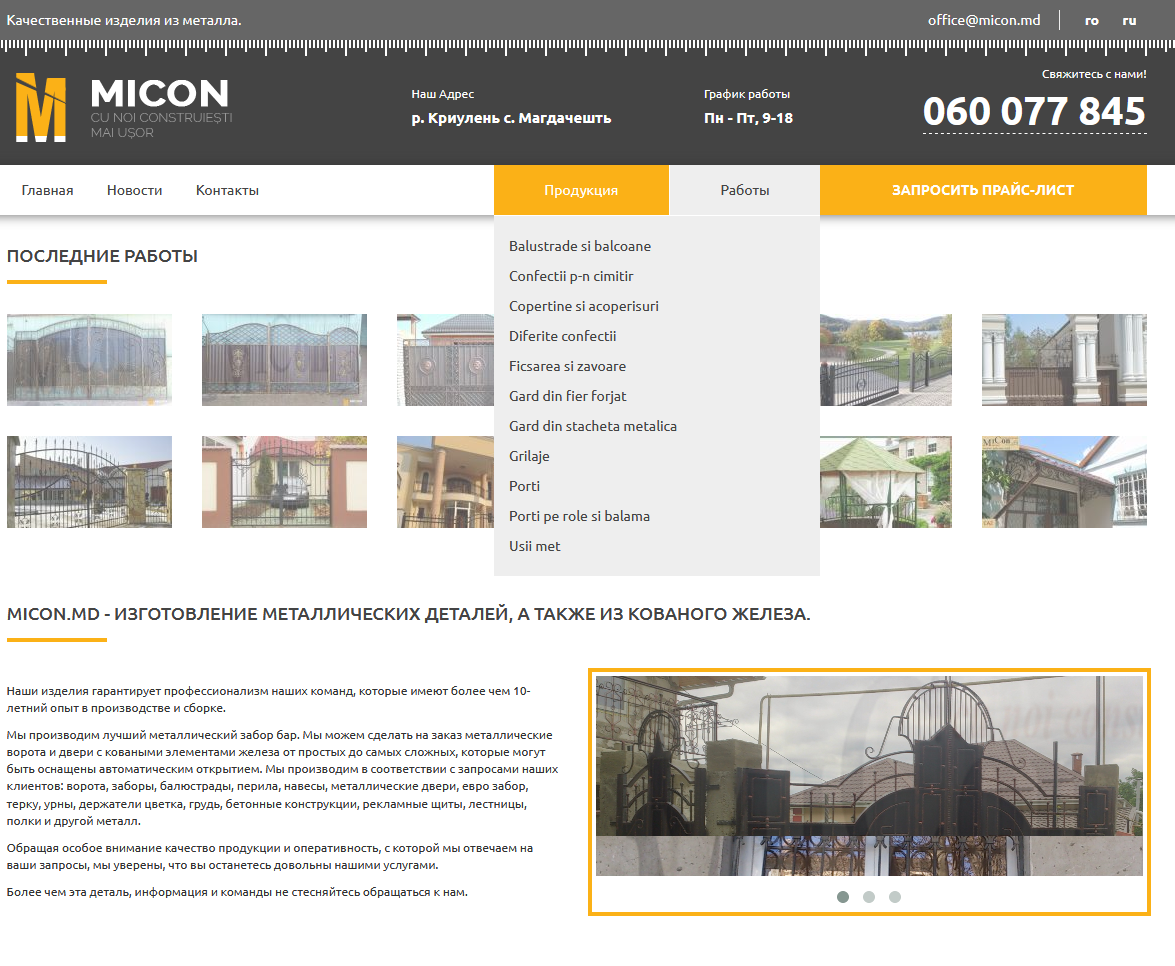 Качественные изделия из металла.
office@micon.md
ro
ru
Свяжитесь с нами!
MICON
CU NOI CONSTRUIEȘTI
MAI UȘOR
Наш Адрес
р. Криулень с. Магдачешть
График работы
Пн - Пт, 9-18
060 077 845
Главная
Новости
Контакты
Продукция
Работы
ЗАПРОСИТЬ ПРАЙС-ЛИСТ
ПОСЛЕДНИЕ РАБОТЫ
Balustrade si balcoane
Confectii p-n cimitir
Copertine si acoperisuri
Diferite confectii
Ficsarea si zavoare
Gard din fier forjat
Gard din stacheta metalica
Grilaje
Porti
Porti pe role si balama
Usii met
MiCon
MICON.MD - ИЗГОТОВЛЕНИЕ МЕТАЛЛИЧЕСКИХ ДЕТАЛЕЙ, А ТАКЖЕ ИЗ КОВАНОГО ЖЕЛЕЗА.
Наши изделия гарантирует профессионализм наших команд, которые имеют более чем 10-
летний опыт в производстве и сборке.
Мы производим лучший металлический забор бар. Мы можем сделать на заказ металлические
ворота и двери с коваными элементами железа от простых до самых сложных, которые могут
быть оснащены автоматическим открытием. Мы производим в соответствии с запросами наших
клиентов: ворота, заборы, балюстрады, перила, навесы, металлические двери, евро забор,
терку, урны, держатели цветка, грудь, бетонные конструкции, рекламные щиты, лестницы,
полки и другой металл.
Обращая особое внимание качество продукции и оперативность, с которой мы отвечаем на
ваши запросы, мы уверены, что вы останетесь довольны нашими услугами.
Более чем эта деталь, информация и команды не стесняйтесь обращаться к нам.